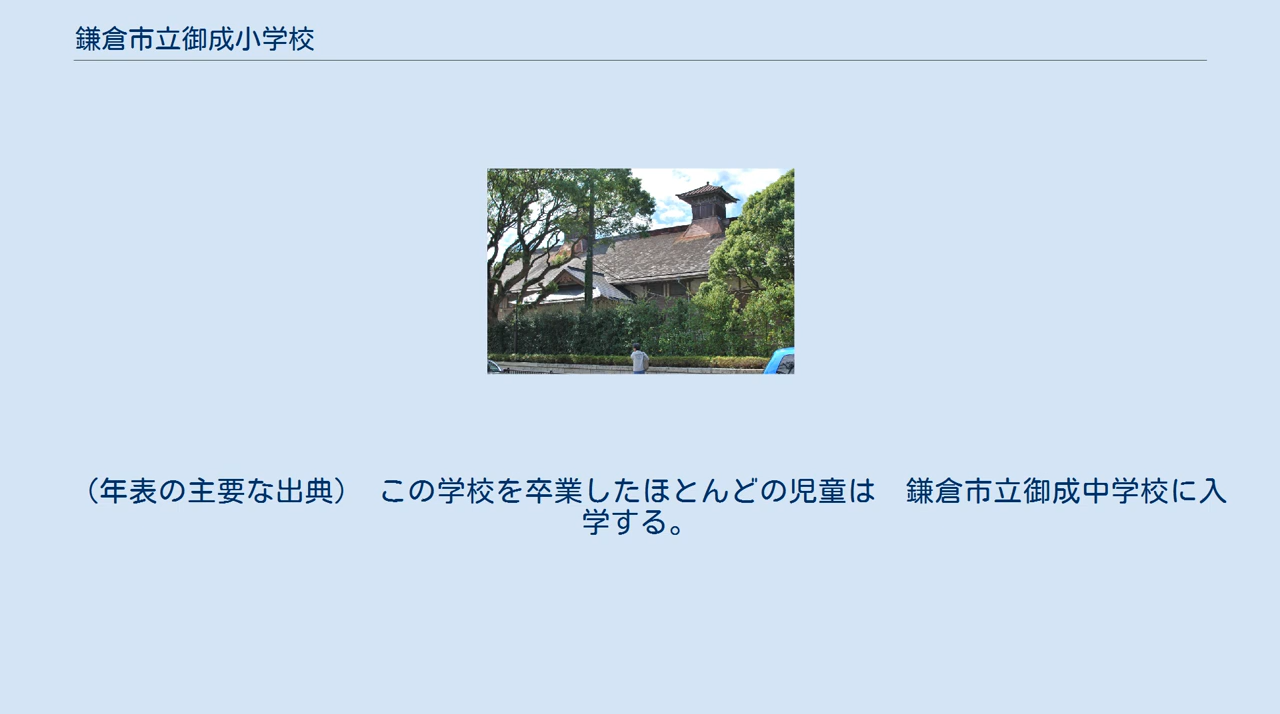 鎌倉市立御成小学校
（年表の主要な出典）　この学校を卒業したほとんどの児童は　鎌倉市立御成中学校に入
学する。